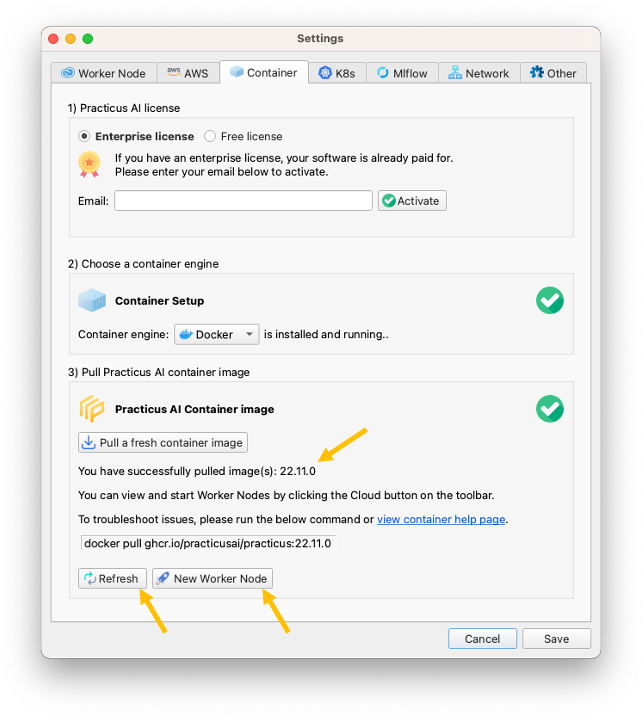 Settings
Worker Node
aws AWS
Container
K8s
Mlflow
Network
Other
1) Practicus AI license
Enterprise license
Free license
If you have an enterprise license, your software is already paid for.
Please enter your email below to activate.
Email:
Activate
2) Choose a container engine
Container Setup
Container engine: Docker is installed and running..
3) Pull Practicus AI container image
Practicus AI Container image
Pull a fresh container image
You have successfully pulled image(s): 22.11.0
You can view and start Worker Nodes by clicking the Cloud button on the toolbar.
To troubleshoot issues, please run the below command or view container help page.
docker pull ghcr.io/practicusai/practicus:22.11.0
Refresh
New Worker Node
Cancel
Save